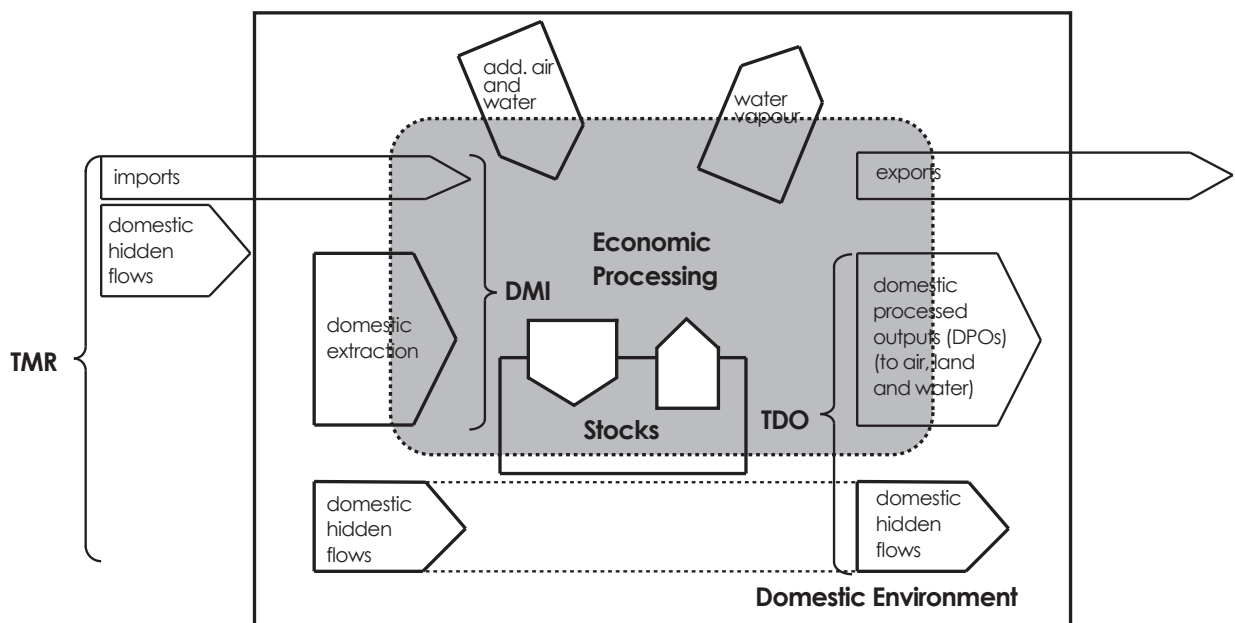 add. air
and
water
water
vapour
imports
exports
domestic
hidden
flows
Economic
Processing
DMI
domestic
extraction
domestic
processed
outputs (DPOs)
(to air, land
and water)
TMR
Stocks
TDO
domestic
hidden
flows
domestic
hidden
flows
Domestic Environment